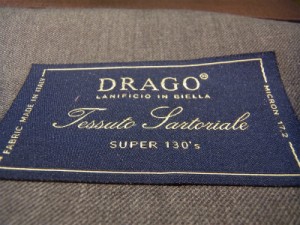 DRAGO®
LANIFICIO IN BIELLA
Tessuto Sartoriale
SUPER 130's
FABRIC MADE IN ITALY
MICRON 17.2